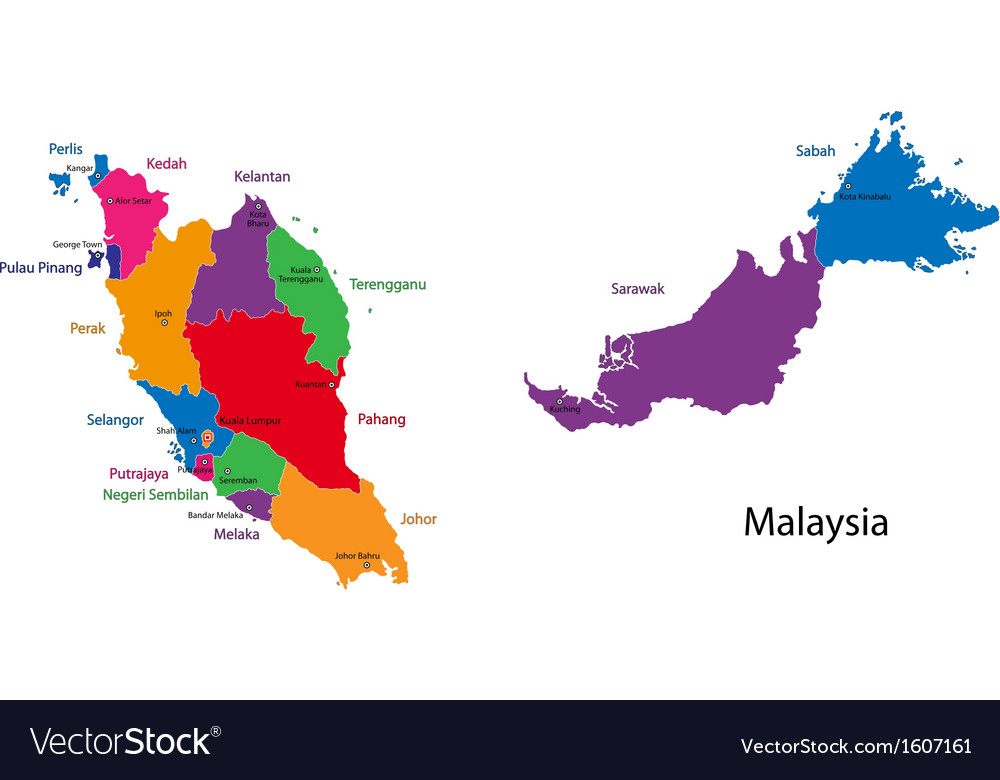 Perlis
Kangar
Kedah
Alor Setar
Kelantan
Kota
Bharu
George Town
Pulau Pinang
Kuala
Terengganu
Terengganu
Ipoh
Perak
Kuantan
Pahang
Selangor
Kuala Lumpur
Shah Alam
Putrajaya
Putrajaya
Seremban
Negeri Sembilan
Bandar Melaka
Melaka
Johor
Johor Bahru
Sabah
Kota Kinabalu
Sarawak
Kuching
Malaysia
VectorStock®
VectorStock.com/1607161